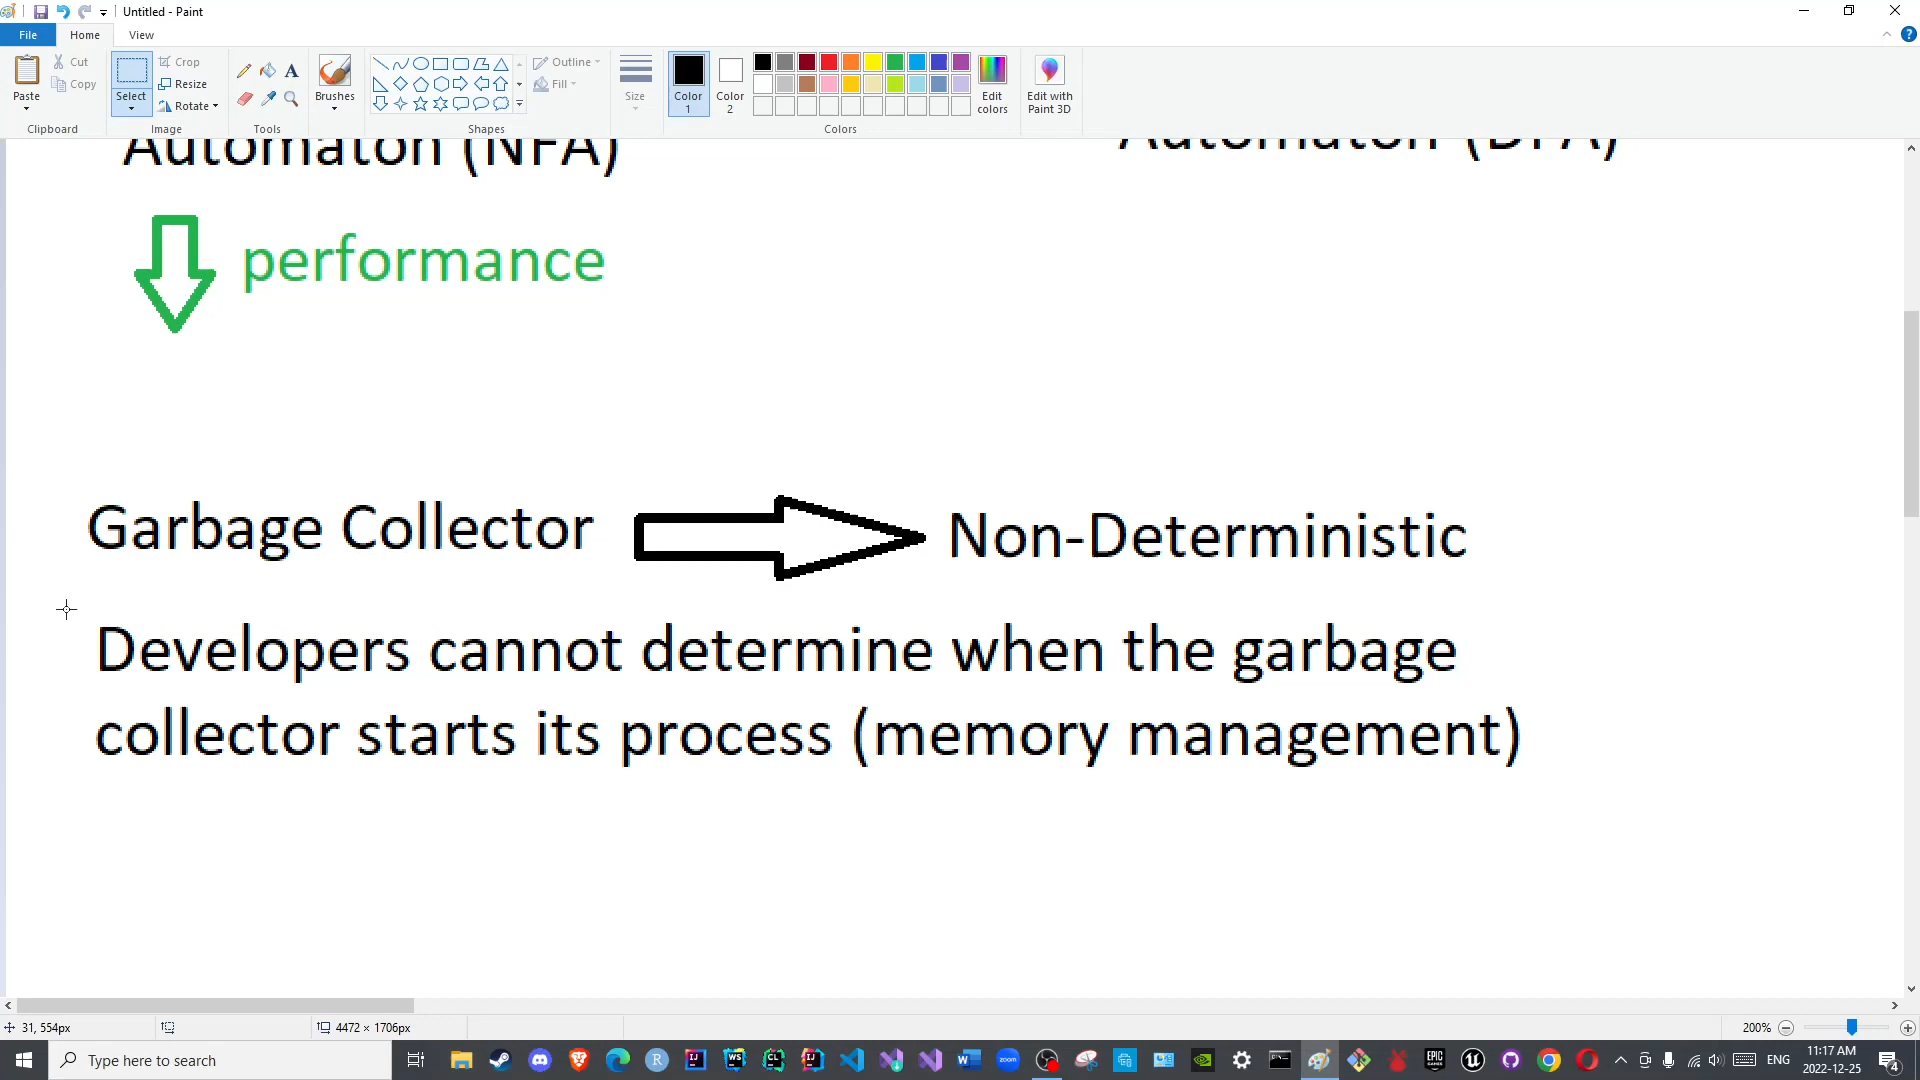 Untitled - Paint
File Home View
Paste
Cut
Copy
Clipboard
Select
Crop
Resize
Rotate
Image
Tools
Brushes
Shapes
Outline
Fill
Size
Color 1
Color 2
Colors
Edit colors
Edit with Paint 3D
Automaton (NFA) Automaton (DFA)
performance
Garbage Collector Non-Deterministic
Developers cannot determine when the garbage
collector starts its process (memory management)
31, 554px 4472 × 1706px 200%
Type here to search
ENG
11:17 AM
2022-12-25